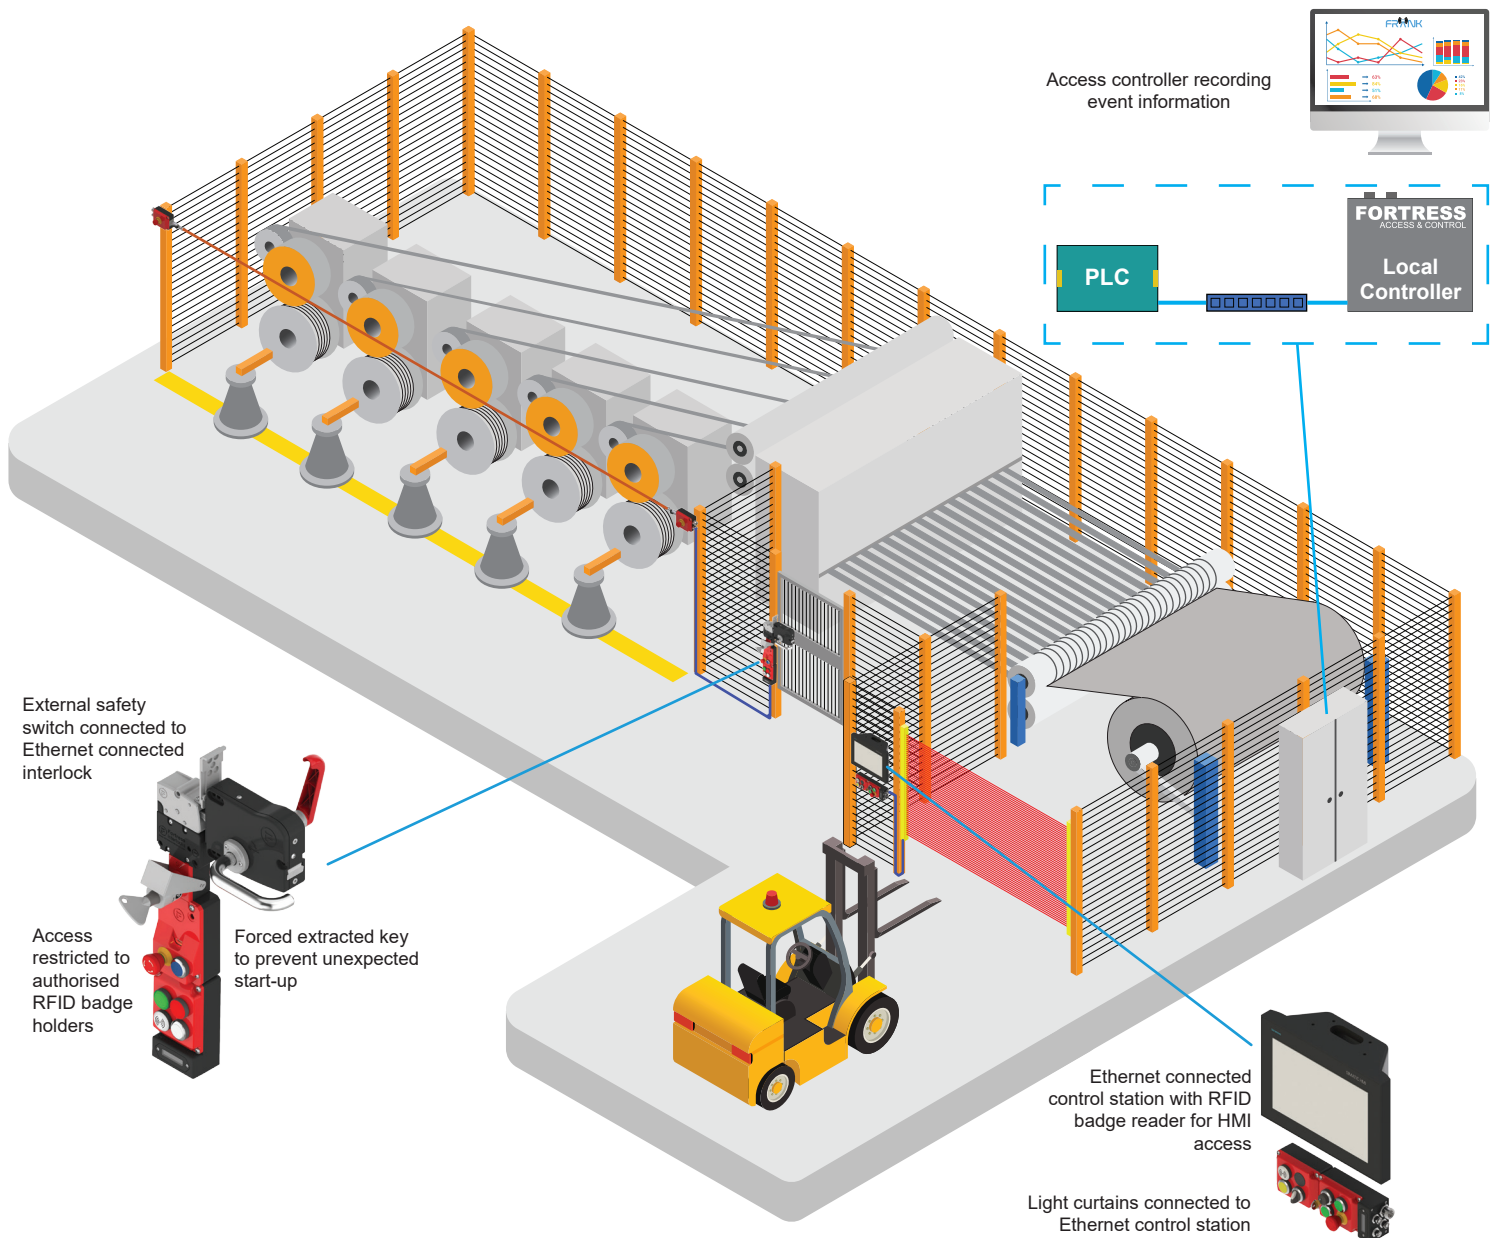 FRANK
Access controller recording
event information
FORTRESS
ACCESS & CONTROL
PLC
Local
Controller
External safety
switch connected to
Ethernet connected
interlock
Access
restricted to
authorised
RFID badge
holders
Forced extracted key
to prevent unexpected
start-up
Ethernet connected
control station with RFID
badge reader for HMI
access
Light curtains connected to
Ethernet control station